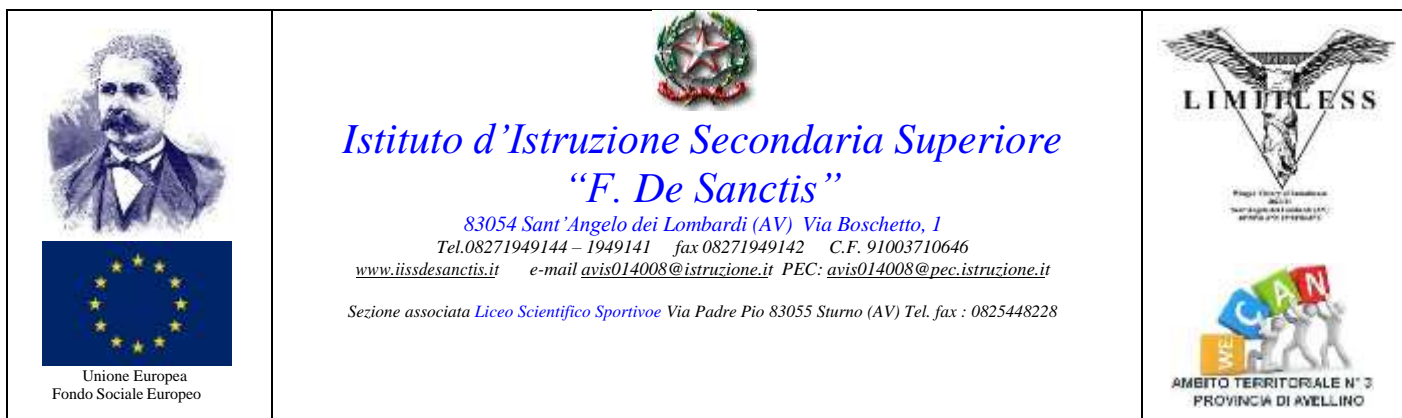 Unione Europea
Fondo Sociale Europeo
Istituto d’Istruzione Secondaria Superiore
“F. De Sanctis”
83054 Sant’Angelo dei Lombardi (AV) Via Boschetto, 1
Tel.08271949144 – 1949141 fax 08271949142 C.F. 91003710646
www.iissdesanctis.it e-mail avis014008@istruzione.it PEC: avis014008@pec.istruzione.it
Sezione associata Liceo Scientifico Sportivoe Via Padre Pio 83055 Sturno (AV) Tel. fax : 0825448228
LIMITLESS
WE CAN
AMBITO TERRITORIALE N° 3
PROVINCIA DI AVELLINO